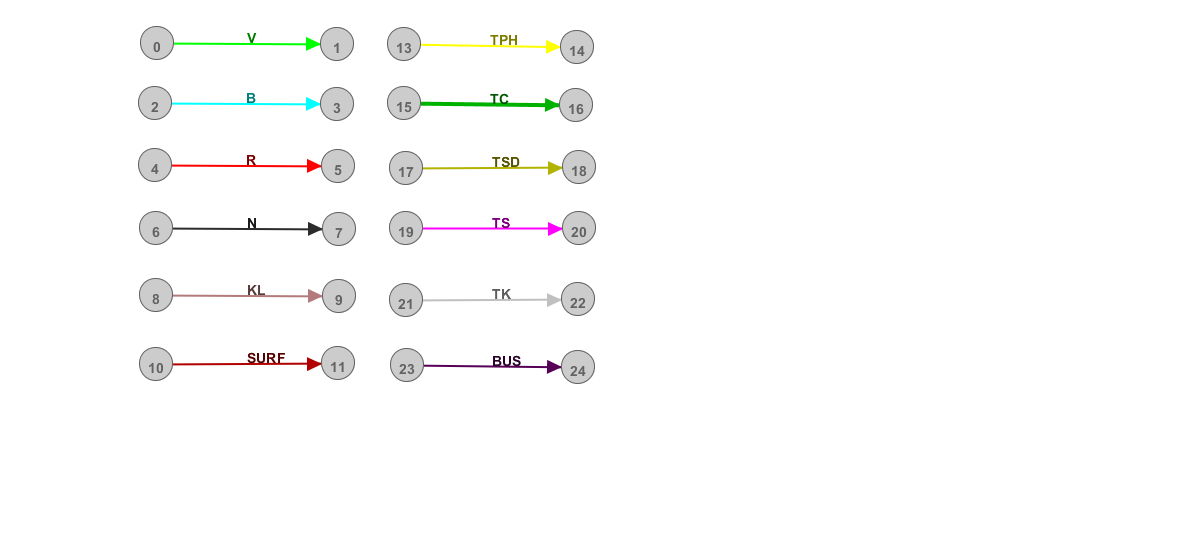 0 V 1 13 TPH 14
2 B 3 15 TC 16
4 R 5 17 TSD 18
6 N 7 19 TS 20
8 KL 9 21 TK 22
10 SURF 11 23 BUS 24